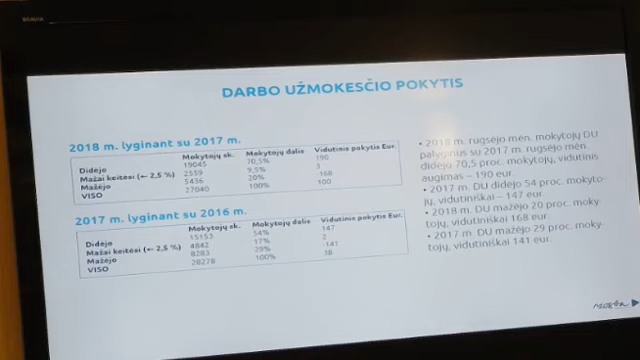 DARBO UŽMOKESČIO POKYTIS
2018 m. lyginant su 2017 m.
Mokytojų sk. Mokytojų dalis Vidutinis pokytis Eur.
Didėjo 19045 70,5% 190
Mažai keitėsi (+- 2,5 %) 2559 9,5% 3
Mažėjo 5436 20% -168
VISO 27040 100% 100
2017 m. lyginant su 2016 m.
Mokytojų sk. Mokytojų dalis Vidutinis pokytis Eur.
Didėjo 15153 54% 147
Mažai keitėsi (+- 2,5 %) 4842 17% 2
Mažėjo 8283 29% -141
VISO 28278 100% 38
• 2018 m. rugsėjo mėn. mokytojų DU
palyginus su 2017 m. rugsėjo mėn.
didėjo 70,5 proc. mokytojų, vidutinis
augimas – 190 eur.
• 2017 m. DU didėjo 54 proc. mokyto-
jų, vidutiniškai – 147 eur.
• 2018 m. DU mažėjo 20 proc. moky-
tojų, vidutiniškai 168 eur.
• 2017 m. DU mažėjo 29 proc. moky-
tojų, vidutiniškai 141 eur.